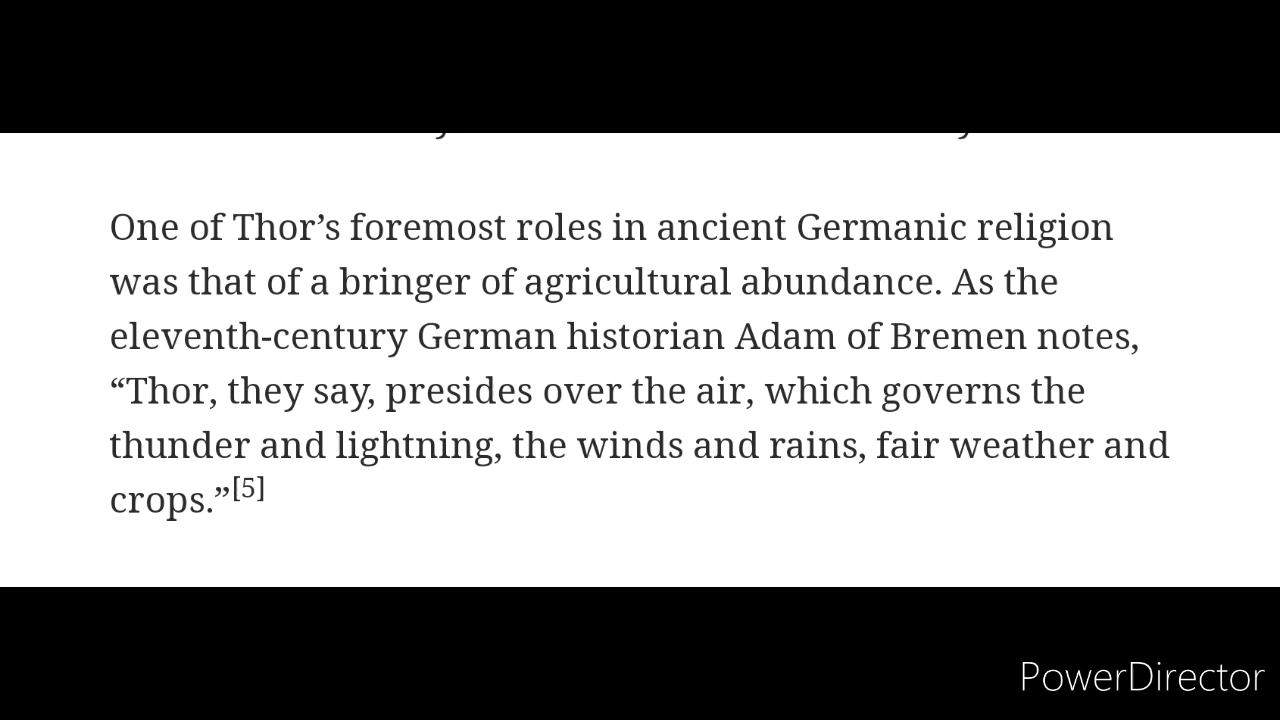 One of Thor’s foremost roles in ancient Germanic religion
was that of a bringer of agricultural abundance. As the
eleventh-century German historian Adam of Bremen notes,
“Thor, they say, presides over the air, which governs the
thunder and lightning, the winds and rains, fair weather and
crops.”[5]
PowerDirector